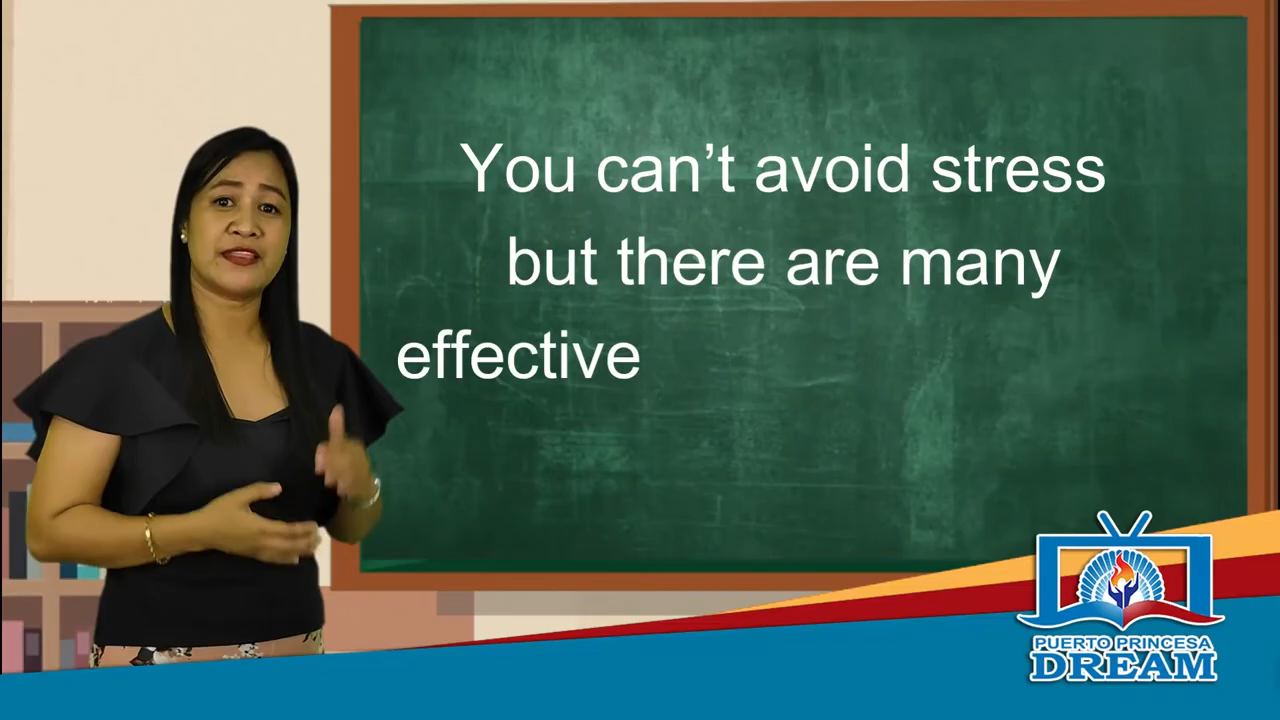 You can’t avoid stress
but there are many
effective
PUERTO PRINCESA
DREAM